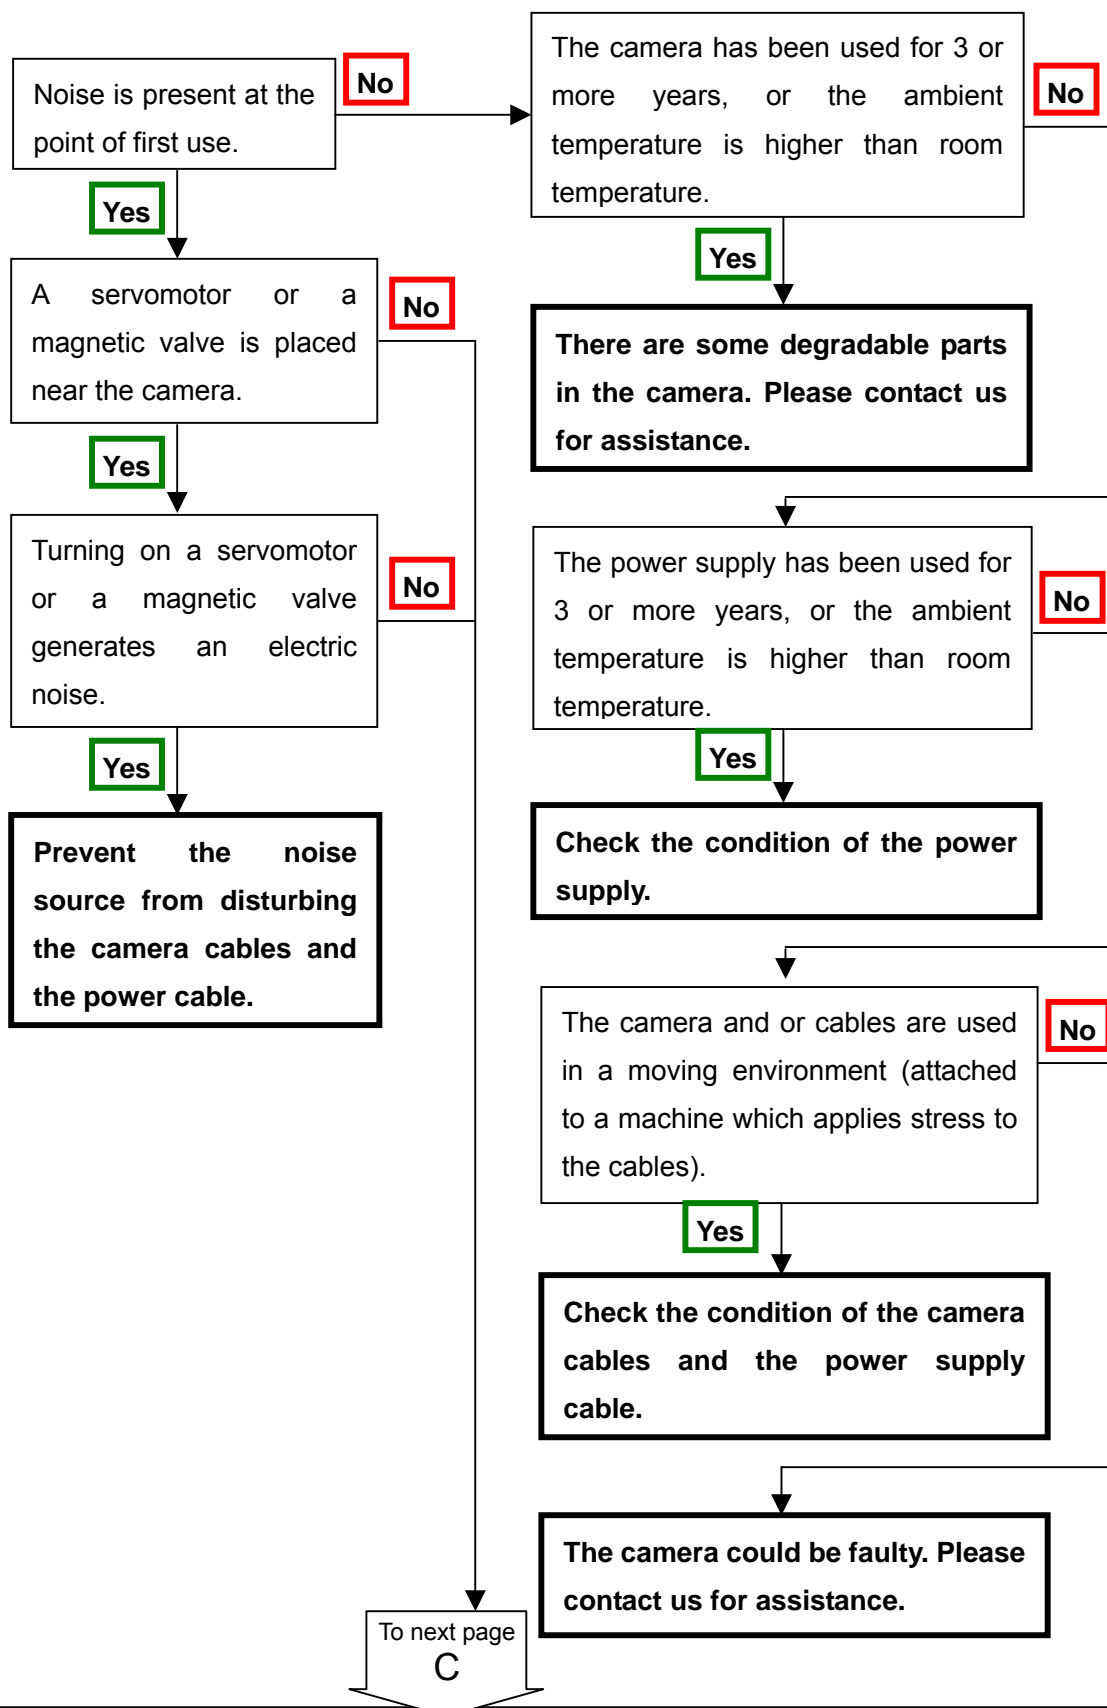 Noise is present at the
point of first use.
No
Yes
A servomotor or a
magnetic valve is placed
near the camera.
No
Yes
Turning on a servomotor
or a magnetic valve
generates an electric
noise.
No
Yes
Prevent the noise
source from disturbing
the camera cables and
the power cable.
The camera has been used for 3 or
more years, or the ambient
temperature is higher than room
temperature.
No
Yes
There are some degradable parts
in the camera. Please contact us
for assistance.
The power supply has been used for
3 or more years, or the ambient
temperature is higher than room
temperature.
No
Yes
Check the condition of the power
supply.
The camera and or cables are used
in a moving environment (attached
to a machine which applies stress to
the cables).
No
Yes
Check the condition of the camera
cables and the power supply
cable.
The camera could be faulty. Please
contact us for assistance.
To next page
C